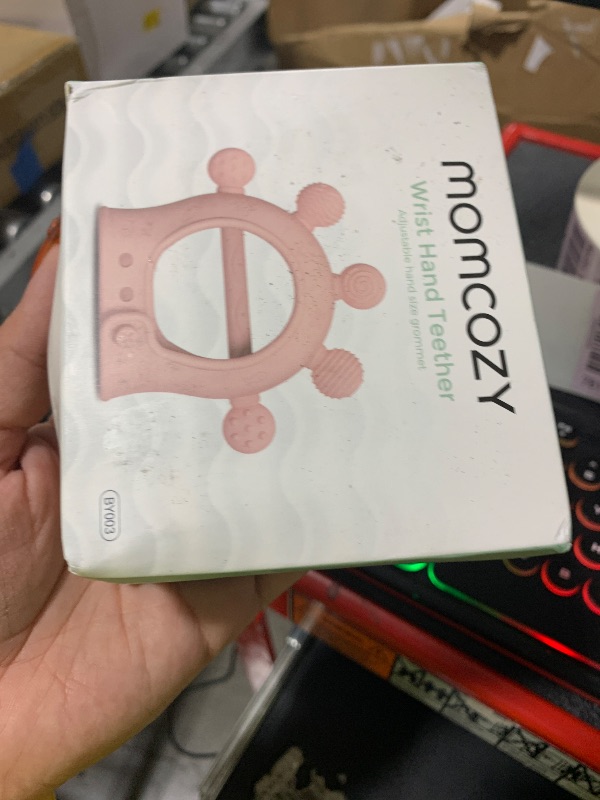 momcozy
Wrist Hand Teether
Adjustable hand size grommet
BY003